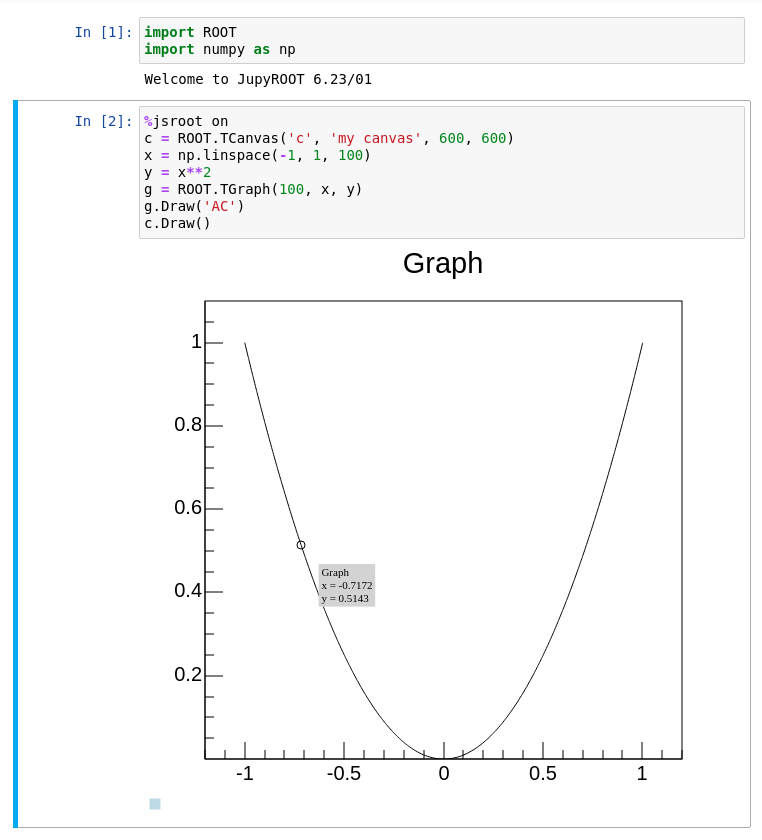 In [1]: import ROOT
import numpy as np
Welcome to JupyROOT 6.23/01
In [2]: %jsroot on
c = ROOT.TCanvas('c', 'my canvas', 600, 600)
x = np.linspace(-1, 1, 100)
y = x**2
g = ROOT.TGraph(100, x, y)
g.Draw('AC')
c.Draw()
Graph
1
0.8
0.6
Graph
x = -0.7172
y = 0.5143
0.4
0.2
-1 -0.5 0 0.5 1